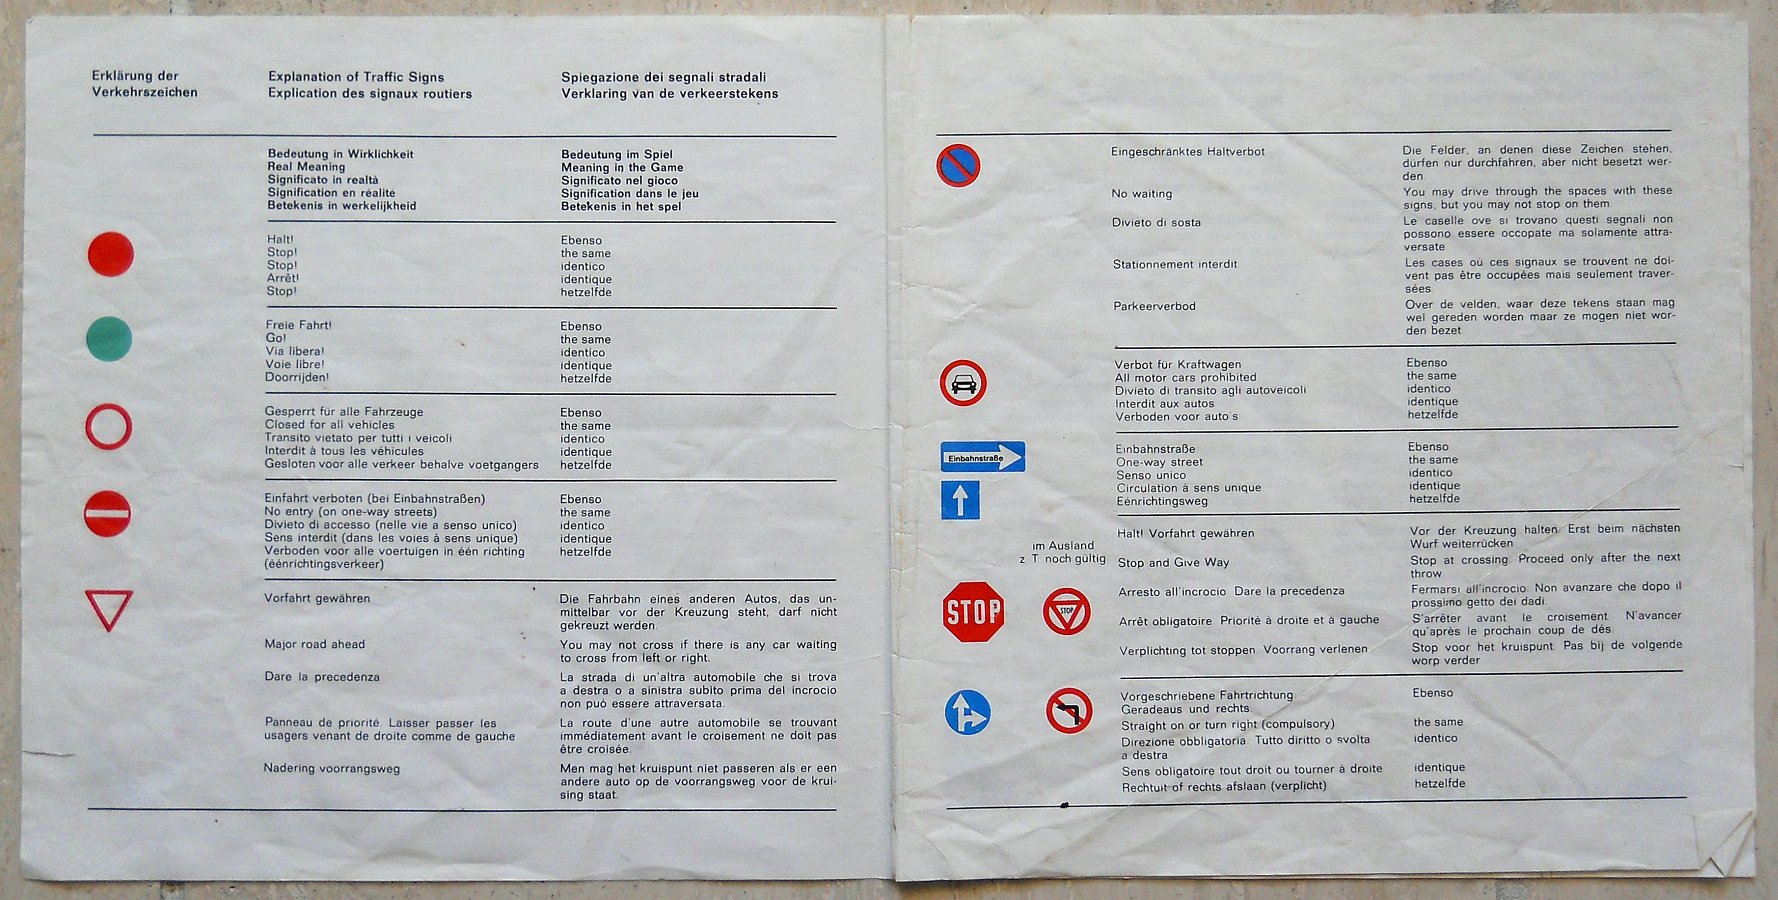 Erklärung der
Verkehrszeichen
Explanation of Traffic Signs
Explication des signaux routiers
Spiegazione dei segnali stradali
Verklaring van de verkeerstekens
Bedeutung in Wirklichkeit
Real Meaning
Significato in realtà
Signification en réalité
Betekenis in werkelijkheid
Bedeutung im Spiel
Meaning in the Game
Significato nel gioco
Signification dans le jeu
Betekenis in het spel
Halt!
Stop!
Stop!
Arrêt!
Stop!
Ebenso
the same
identico
identique
hetzelfde
Freie Fahrt!
Go!
Via libera!
Voie libre!
Doorrijden!
Ebenso
the same
identico
identique
hetzelfde
Gesperrt für alle Fahrzeuge
Closed for all vehicles
Transito vietato per tutti i veicoli
Interdit à tous les véhicules
Gesloten voor alle verkeer behalve voetgangers
Ebenso
the same
identico
identique
hetzelfde
Einfahrt verboten (bei Einbahnstraßen)
No entry (on one-way streets)
Divieto di accesso (nelle vie a senso unico)
Sens interdit (dans les voies à sens unique)
Verboden voor alle voertuigen in één richting
(éénrichtingsverkeer)
Ebenso
the same
identico
identique
hetzelfde
Vorfahrt gewähren
Die Fahrbahn eines anderen Autos, das un-
mittelbar vor der Kreuzung steht, darf nicht
gekreuzt werden.
Major road ahead
You may not cross if there is any car waiting
to cross from left or right.
Dare la precedenza
La strada di un'altra automobile che si trova
a destra o a sinistra subito prima del incrocio
non può essere attraversata.
Panneau de priorité. Laisser passer les
usagers venant de droite comme de gauche
La route d'une autre automobile se trouvant
immédiatement avant le croisement ne doit pas
être croisée.
Nadering voorrangsweg
Men mag het kruispunt niet passeren als er een
andere auto op de voorrangsweg voor de krui-
sing staat.
Eingeschränktes Haltverbot
Die Felder, an denen diese Zeichen stehen,
dürfen nur durchfahren, aber nicht besetzt wer-
den.
No waiting
You may drive through the spaces with these
signs, but you may not stop on them
Divieto di sosta
Le caselle ove si trovano questi segnali non
possono essere occopate ma solamente attra-
versate
Stationnement interdit
Les cases ou ces signaux se trouvent ne doi-
vent pas être occupées mais seulement traver-
sées
Parkeerverbod
Over de velden, waar deze tekens staan mag
wel gereden worden maar ze mogen niet wor-
den bezet
Verbot für Kraftwagen
All motor cars prohibited
Divieto di transito agli autoveicoli
Interdit aux autos
Verboden voor auto's
Ebenso
the same
identico
identique
hetzelfde
Einbahnstraße
Einbahnstraße
One-way street
Senso unico
Circulation à sens unique
Eénrichtingsweg
Ebenso
the same
identico
identique
hetzelfde
im Ausland
z. T. noch gültig
STOP
STOP
Halt! Vorfahrt gewähren
Vor der Kreuzung halten. Erst beim nächsten
Wurf weiterrücken.
Stop and Give Way
Stop at crossing. Proceed only after the next
throw
Arresto all'incrocio. Dare la precedenza
Fermarsi all'incrocio. Non avanzare che dopo il
prossimo getto dei dadi.
Arrêt obligatoire. Priorité à droite et à gauche
S'arrêter avant le croisement. N'avancer
qu'après le prochain coup de dés.
Verplichting tot stoppen. Voorrang verlenen
Stop voor het kruispunt. Pas bij de volgende
worp verder
Vorgeschriebene Fahrtrichtung.
Geradeaus und rechts.
Ebenso
Straight on or turn right (compulsory)
the same
Direzione obbligatoria. Tutto diritto o svolta
a destra
identico
Sens obligatoire tout droit ou tourner à droite
identique
Rechtuit of rechts afslaan (verplicht)
hetzelfde